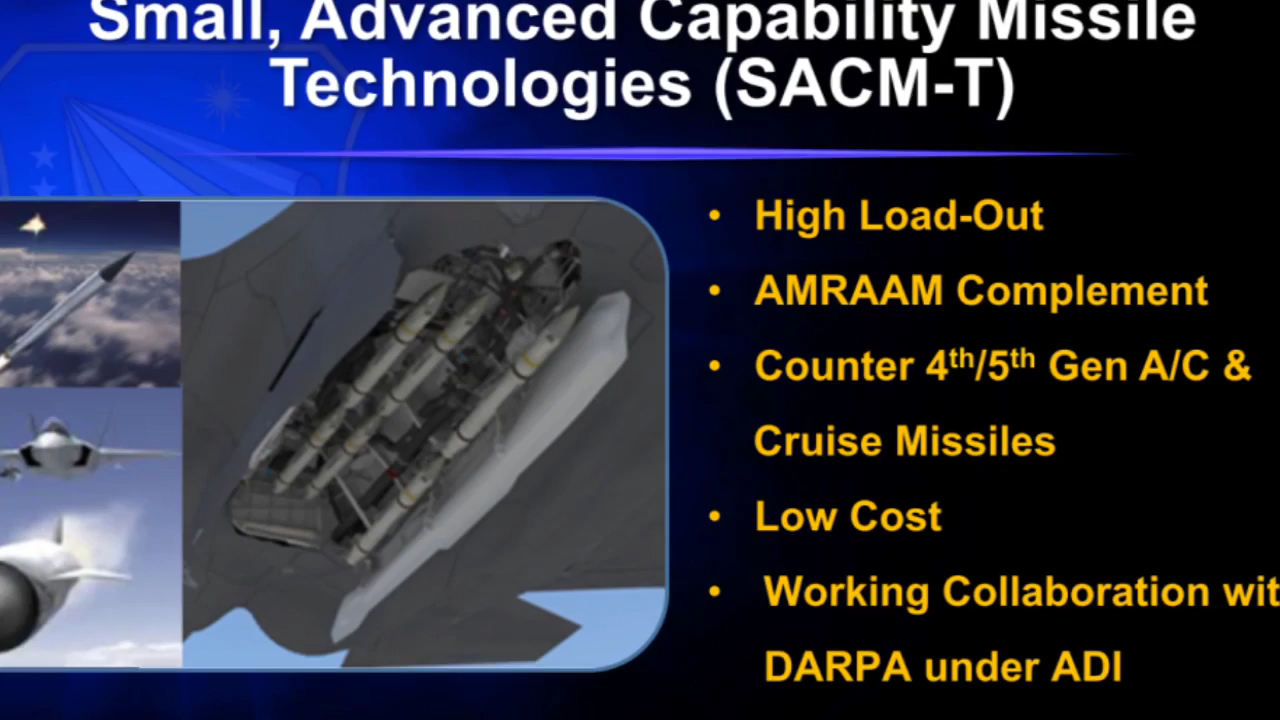 Small, Advanced Capability Missile
Technologies (SACM-T)
• High Load-Out
• AMRAAM Complement
• Counter 4th/5th Gen A/C &
Cruise Missiles
• Low Cost
• Working Collaboration wit
DARPA under ADI